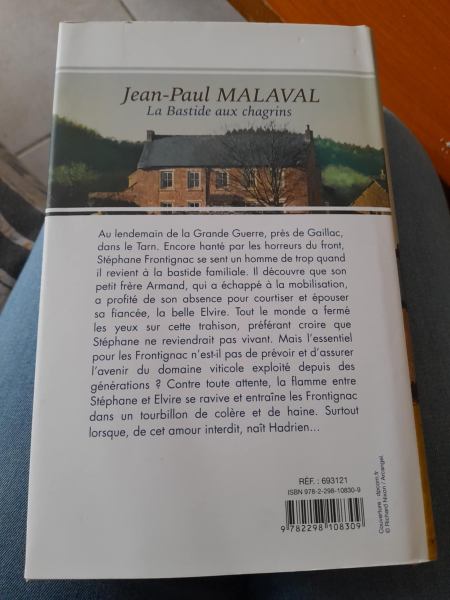 Jean-Paul MALAVAL
La Bastide aux chagrins
Au lendemain de la Grande Guerre, près de Gaillac,
dans le Tarn. Encore hanté par les horreurs du front,
Stéphane Frontignac se sent un homme de trop quand
il revient à la bastide familiale. Il découvre que son
petit frère Armand, qui a échappé à la mobilisation,
a profité de son absence pour courtiser et épouser
sa fiancée, la belle Elvire. Tout le monde a fermé
les yeux sur cette trahison, préférant croire que
Stéphane ne reviendrait pas vivant. Mais l'essentiel
pour les Frontignac n'est-il pas de prévoir et d'assurer
l'avenir du domaine viticole exploité depuis des
générations ? Contre toute attente, la flamme entre
Stéphane et Elvire se ravive et entraîne les Frontignac
dans un tourbillon de colère et de haine. Surtout
lorsque, de cet amour interdit, naît Hadrien...
RÉF. : 693121
ISBN 978-2-298-10830-9
9 782298 108309
Couverture : dpcom.fr
© Richard Nixon / Arcangel.